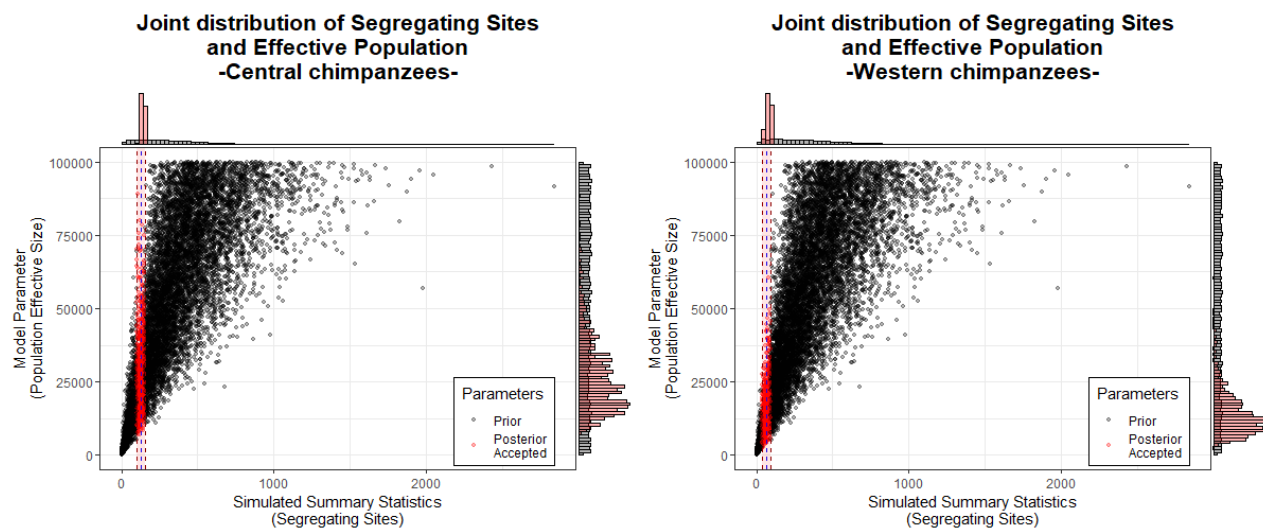 Joint distribution of Segregating Sites
and Effective Population
-Central chimpanzees-
100000
75000
50000
25000
0
Model Parameter
(Population Effective Size)
0
1000
2000
Simulated Summary Statistics
(Segregating Sites)
Parameters
Prior
Posterior
Accepted
Joint distribution of Segregating Sites
and Effective Population
-Western chimpanzees-
100000
75000
50000
25000
0
Model Parameter
(Population Effective Size)
0
1000
2000
Simulated Summary Statistics
(Segregating Sites)
Parameters
Prior
Posterior
Accepted